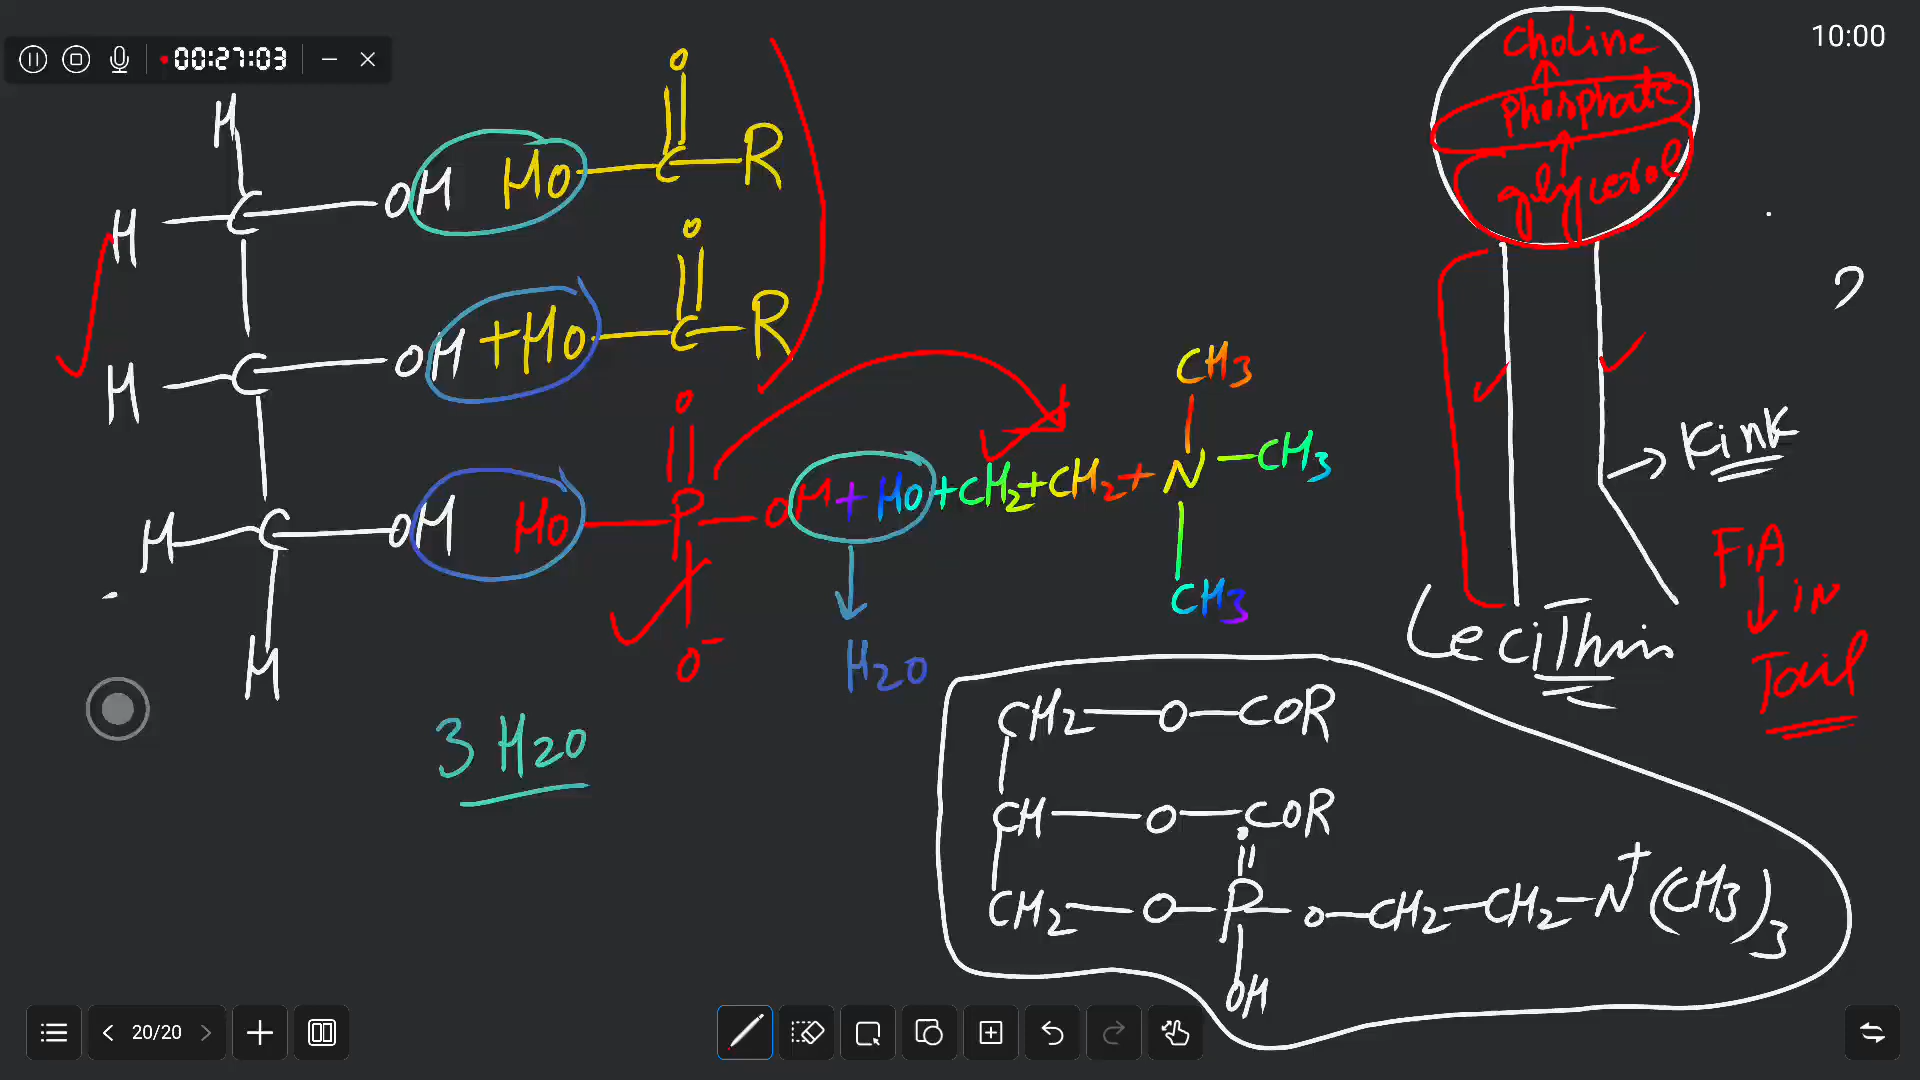 00:27:03
10:00
H
H C OH HO C R
O
H C OH + HO C R
O
H C OH HO P OH + HO + CH2 + CH2 + N CH3
O
O-
CH3
CH3
H
H2O
3 H2O
Choline
Phosphate
glycerol
Kink
FA
in
Tail
Lecithin
CH2—O—COR
CH—O—COR
CH2—O—P—O—CH2—CH2—N+(CH3)3
OH
20/20